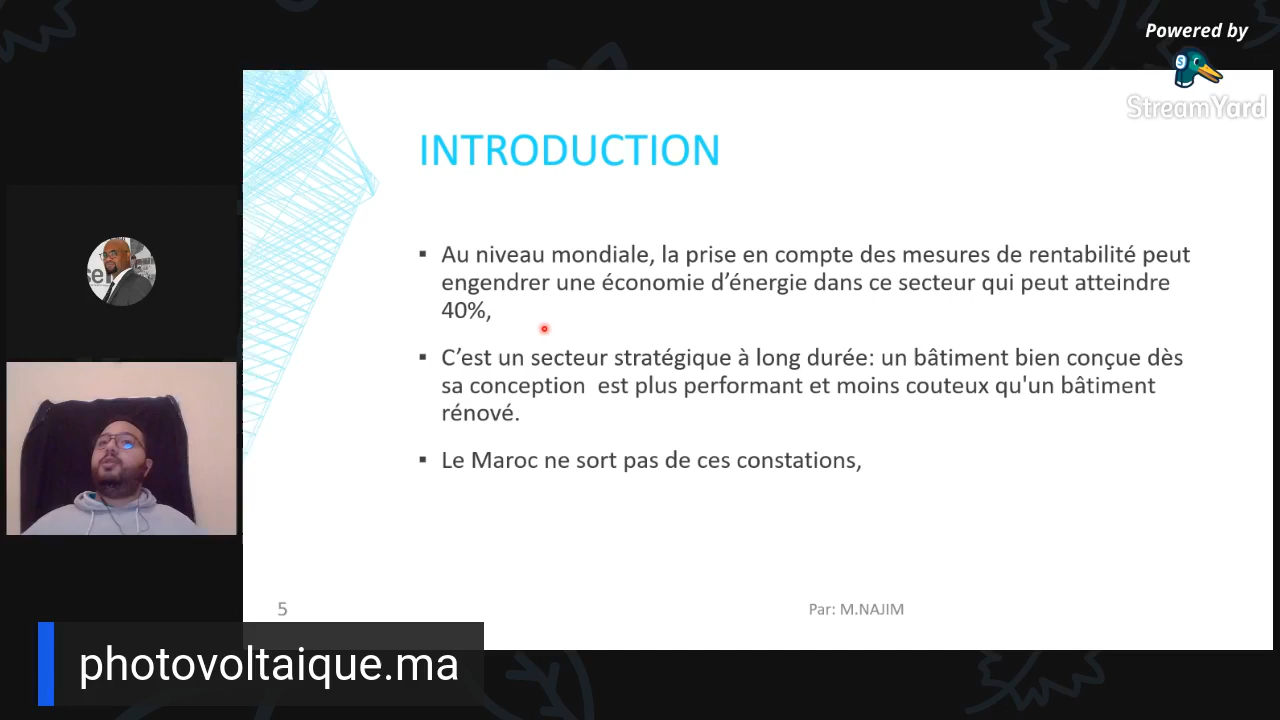 Powered by
StreamYard
INTRODUCTION
▪ Au niveau mondiale, la prise en compte des mesures de rentabilité peut
engendrer une économie d’énergie dans ce secteur qui peut atteindre
40%,
▪ C’est un secteur stratégique à long durée: un bâtiment bien conçue dès
sa conception est plus performant et moins couteux qu'un bâtiment
rénové.
▪ Le Maroc ne sort pas de ces constations,
5
Par: M.NAJIM
photovoltaique.ma